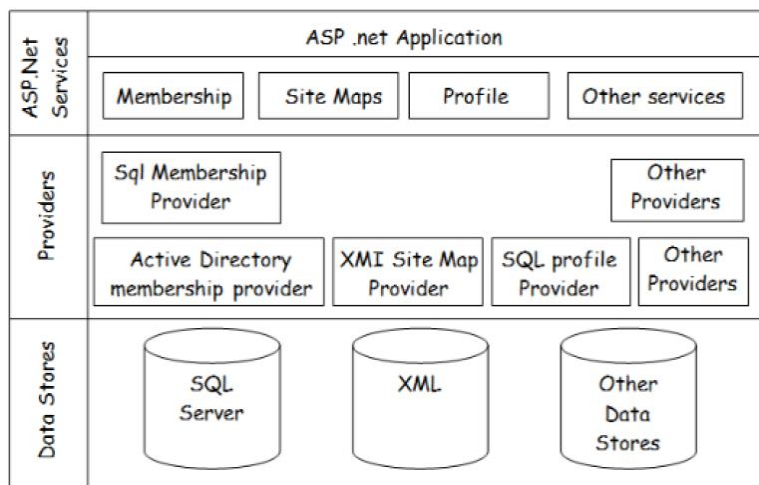 ASP.Net
Services
ASP .net Application
Membership
Site Maps
Profile
Other services
Providers
Sql Membership
Provider
Other
Providers
Active Directory
membership provider
XMI Site Map
Provider
SQL profile
Provider
Other
Providers
Data Stores
SQL
Server
XML
Other
Data
Stores